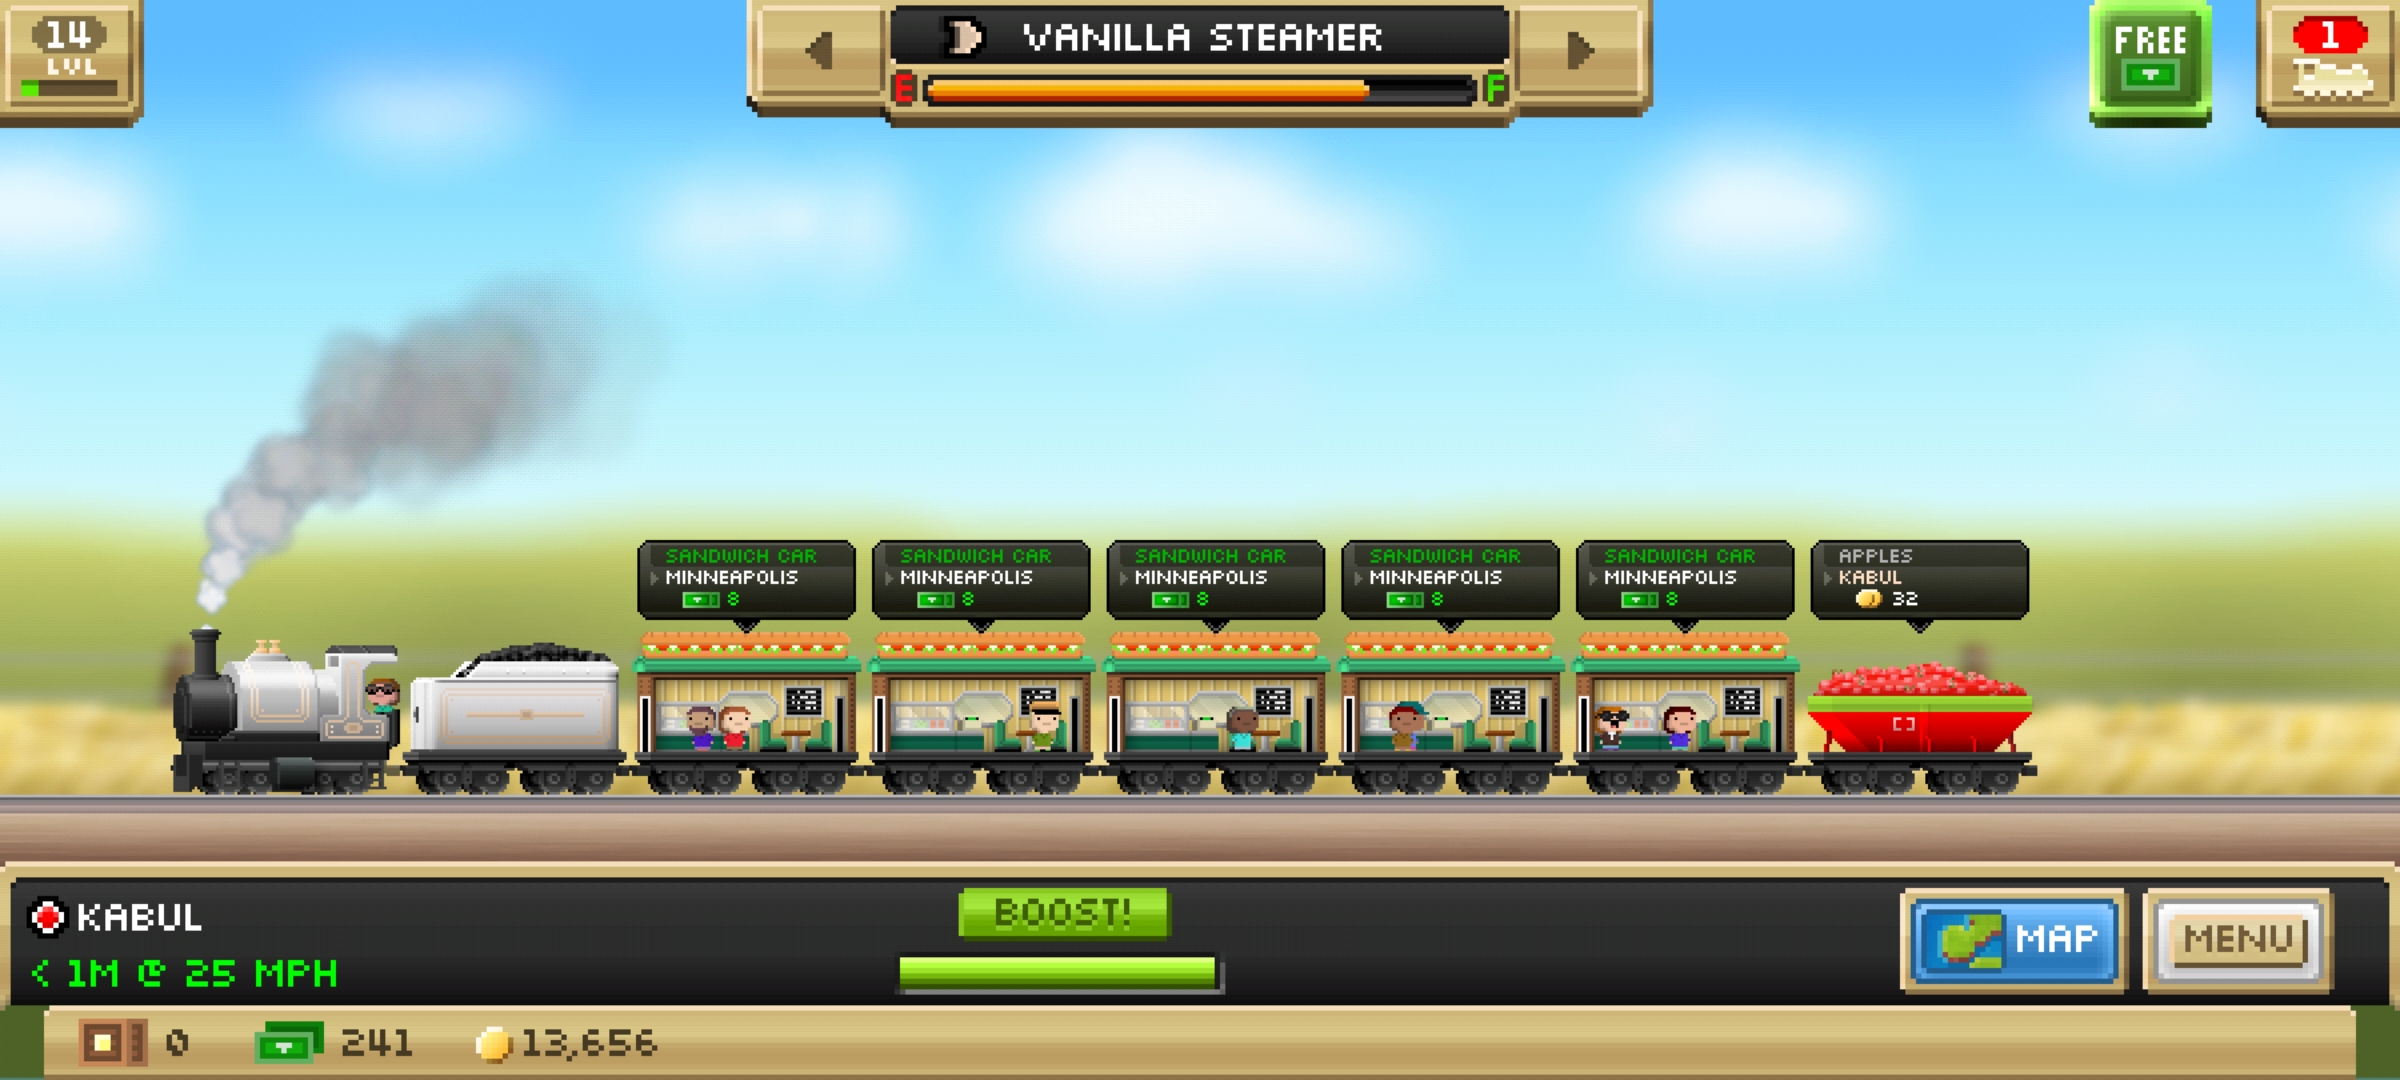 14
LVL
VANILLA STEAMER
E F
FREE
1
SANDWICH CAR
MINNEAPOLIS
8
SANDWICH CAR
MINNEAPOLIS
8
SANDWICH CAR
MINNEAPOLIS
8
SANDWICH CAR
MINNEAPOLIS
8
SANDWICH CAR
MINNEAPOLIS
8
APPLES
KABUL
32
KABUL
< 1M @ 25 MPH
BOOST!
MAP
MENU
0 241 13,656